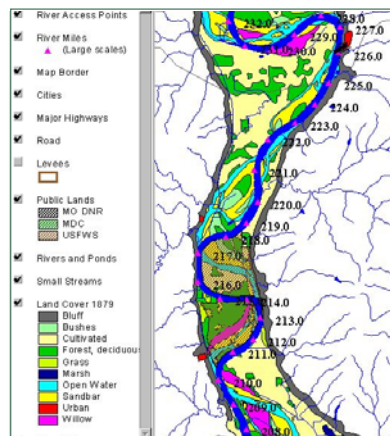 River Access Points
River Miles
(Large scales)
Map Border
Cities
Major Highways
Road
Levees
Public Lands
MO DNR
MDC
USFWS
Rivers and Ponds
Small Streams
Land Cover 1879
Bluff
Bushes
Cultivated
Forest, deciduous
Grass
Marsh
Open Water
Sandbar
Urban
Willow
232.0
228.0
229.0
227.0
230.0
226.0
225.0
224.0
223.0
222.0
221.0
220.0
219.0
218.0
217.0
216.0
214.0
213.0
212.0
211.0
210.0
209.0
208.0